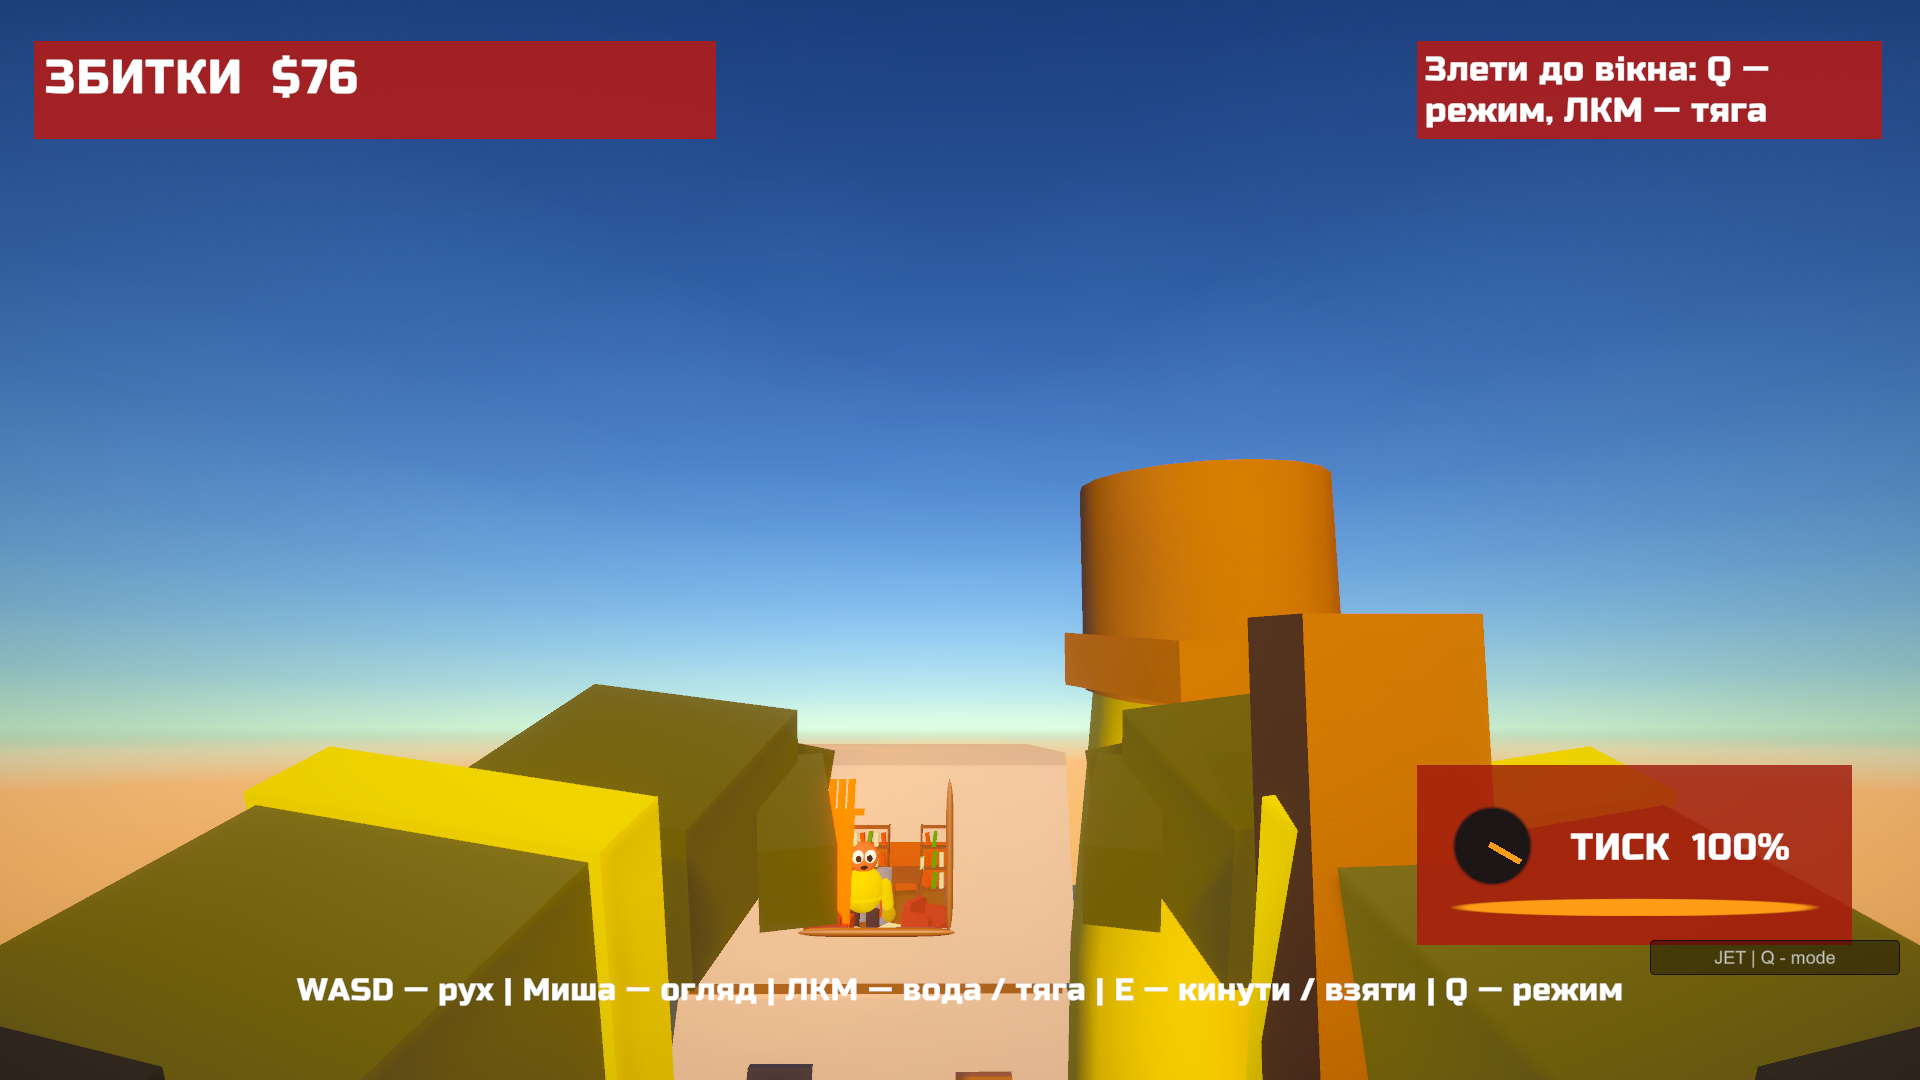 ЗБИТКИ $76
Злети до вікна: Q —
режим, ЛКМ — тяга
ТИСК 100%
JET | Q - mode
WASD — рух | Миша — огляд | ЛКМ — вода / тяга | E — кинути / взяти | Q — режим